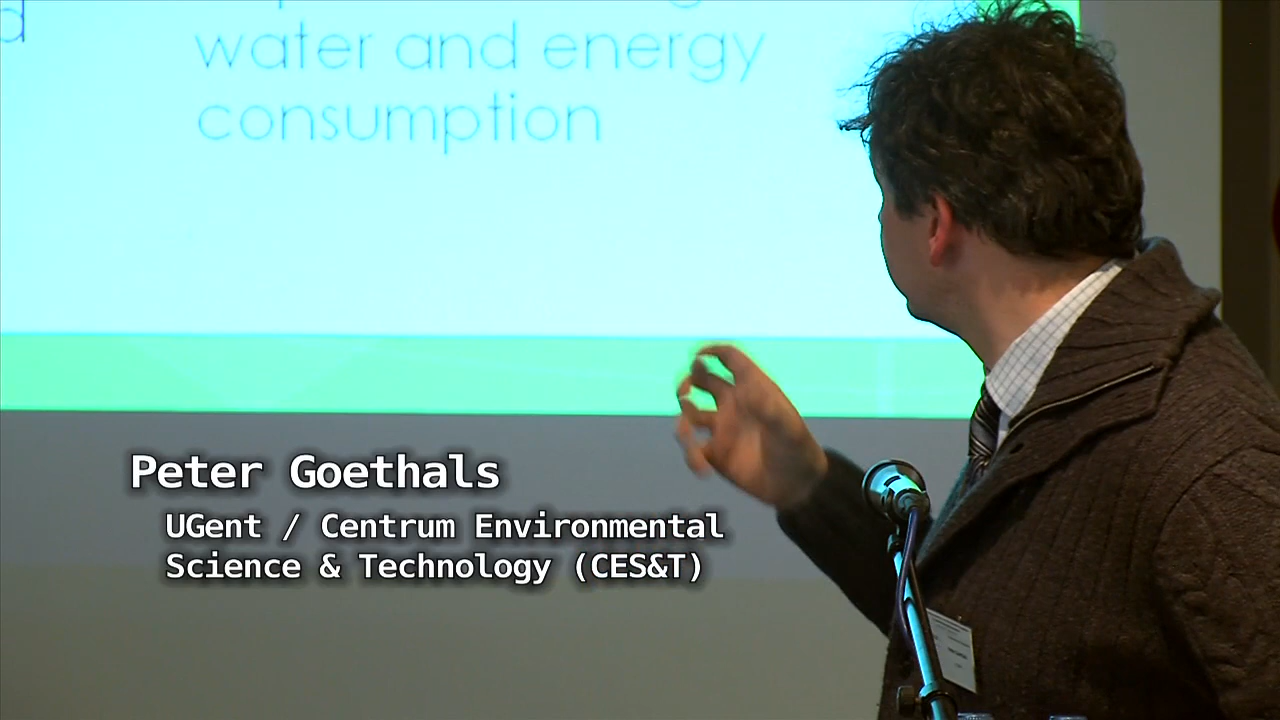 water and energy
consumption
Peter Goethals
UGent / Centrum Environmental
Science & Technology (CES&T)